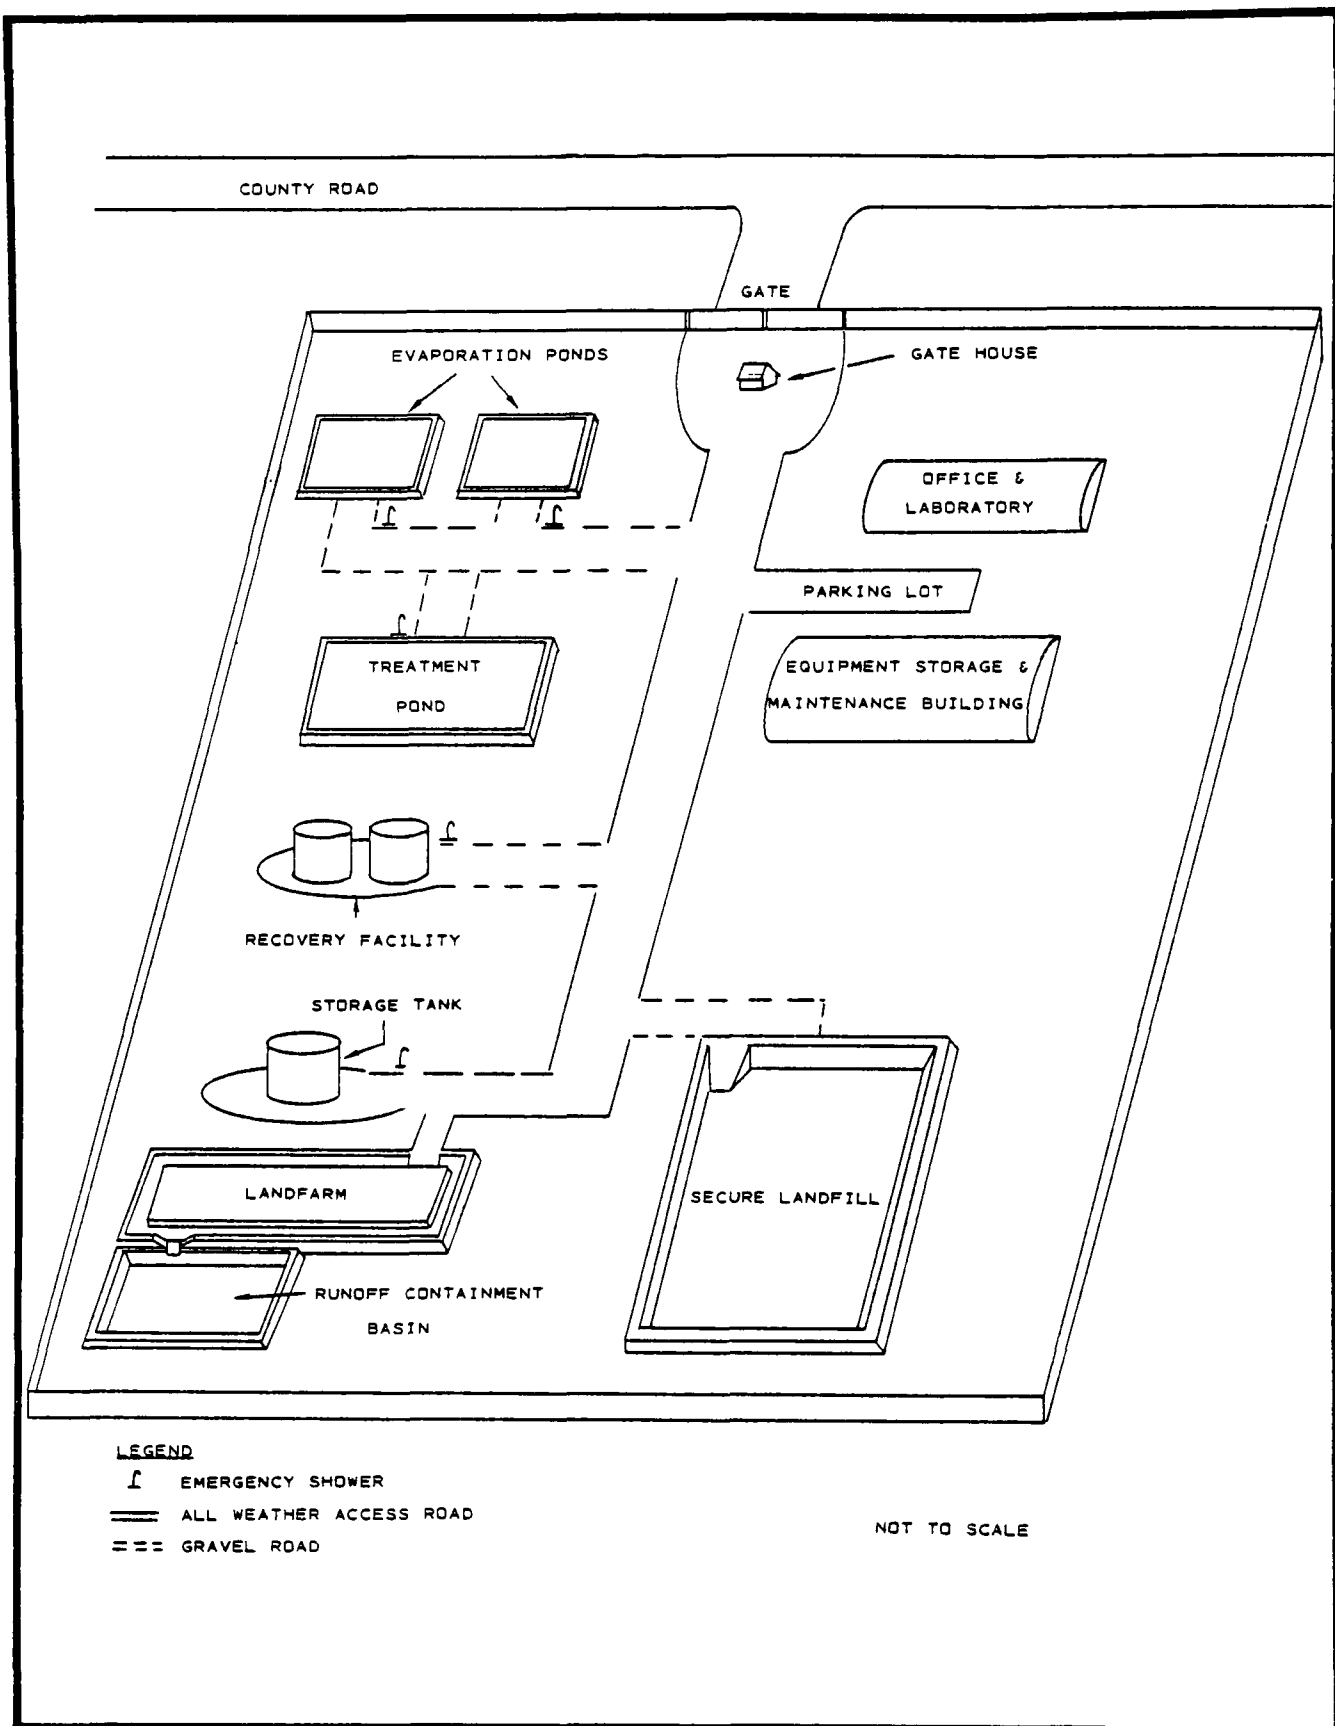 COUNTY ROAD
GATE
EVAPORATION PONDS
GATE HOUSE
OFFICE &
LABORATORY
PARKING LOT
TREATMENT
POND
EQUIPMENT STORAGE &
MAINTENANCE BUILDING
RECOVERY FACILITY
STORAGE TANK
LANDFARM
SECURE LANDFILL
RUNOFF CONTAINMENT
BASIN
LEGEND
EMERGENCY SHOWER
ALL WEATHER ACCESS ROAD
GRAVEL ROAD
NOT TO SCALE